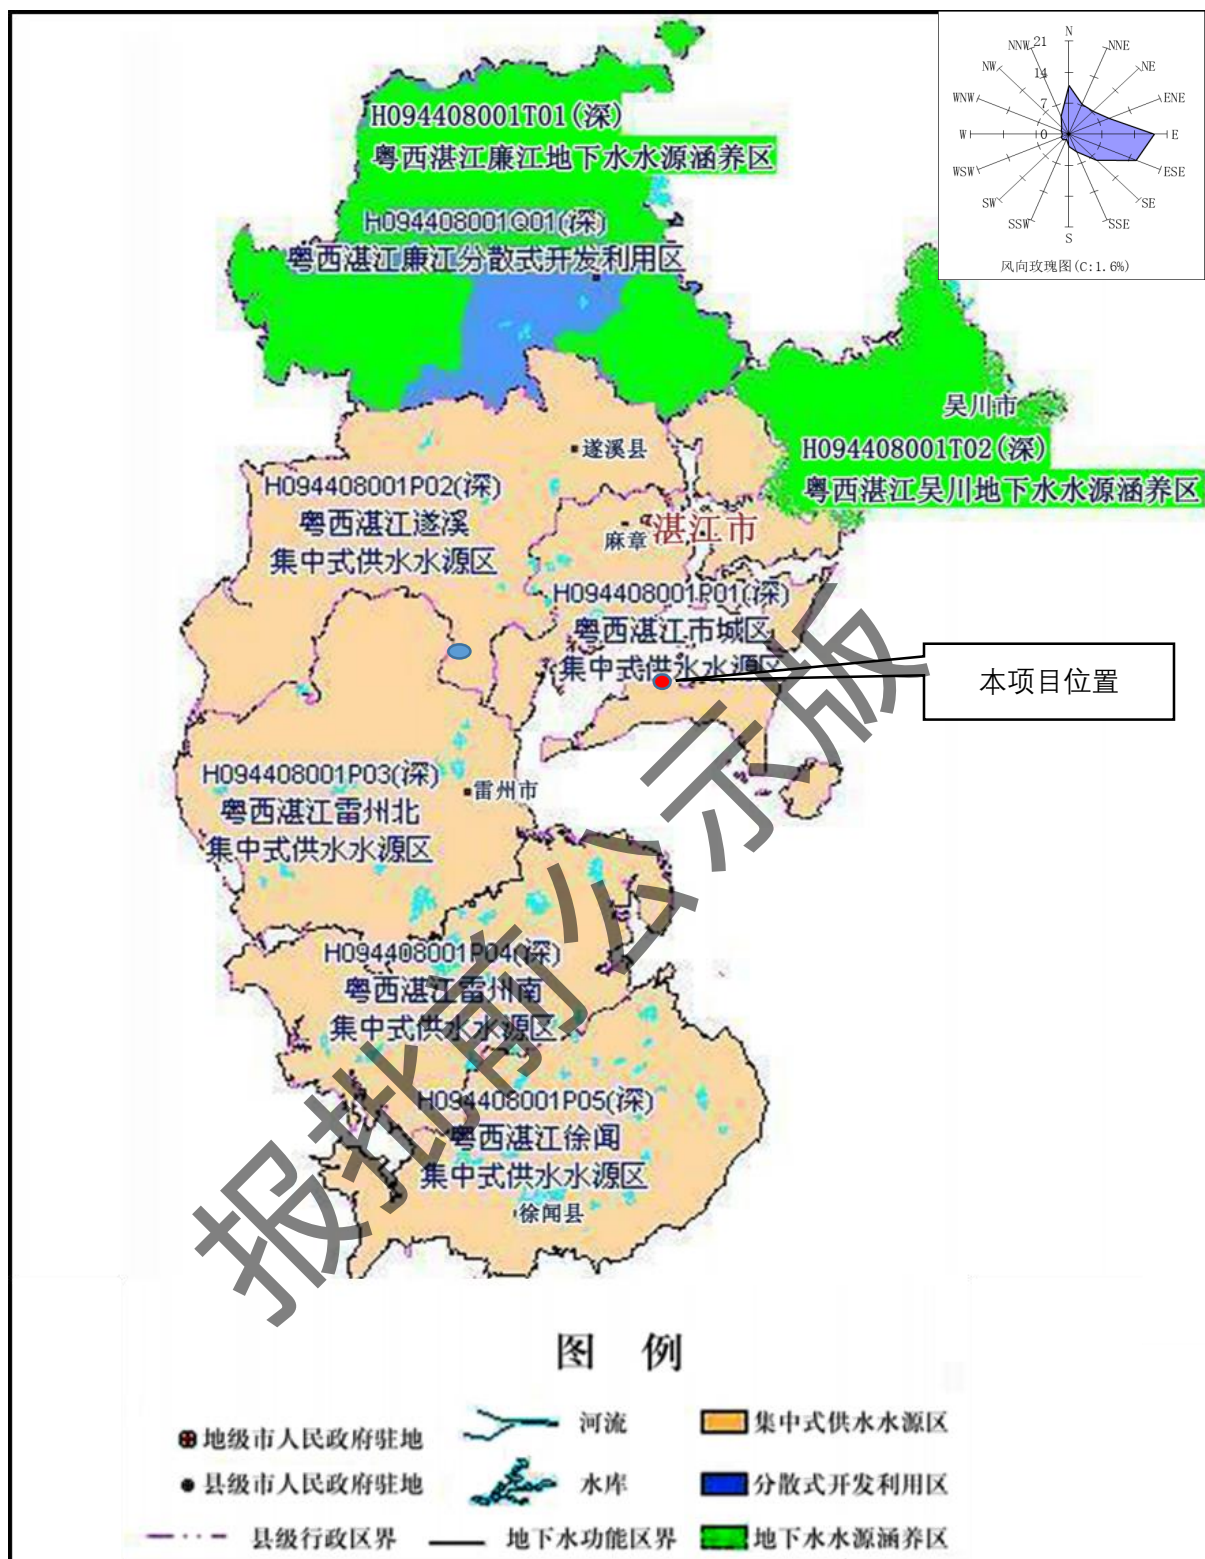 N
NNE
NE
ENE
E
ESE
SE
SSE
S
SSW
SW
WSW
W
WNW
NW
NNW
21
14
7
0
风向玫瑰图(C:1.6%)
H094408001T01(深)
粤西湛江廉江地下水水源涵养区
H094408001Q01(深)
粤西湛江廉江分散式开发利用区
吴川市
H094408001T02(深)
粤西湛江吴川地下水水源涵养区
遂溪县
H094408001P02(深)
粤西湛江遂溪
集中式供水水源区
麻章
湛江市
H094408001P01(深)
粤西湛江市城区
集中式供水水源区
本项目位置
H094408001P03(深)
粤西湛江雷州北
集中式供水水源区
雷州市
H094408001P04(深)
粤西湛江雷州南
集中式供水水源区
H094408001P05(深)
粤西湛江徐闻
集中式供水水源区
徐闻县
报批前公示版
图 例
地级市人民政府驻地
河流
集中式供水水源区
县级市人民政府驻地
水库
分散式开发利用区
县级行政区界
地下水功能区界
地下水水源涵养区